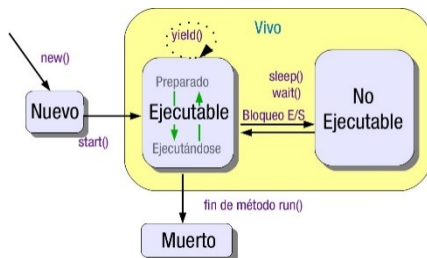 new()
Nuevo
start()
Vivo
yield()
Preparado
Ejecutable
Ejecutándose
sleep()
wait()
Bloqueo E/S
No
Ejecutable
fin de método run()
Muerto